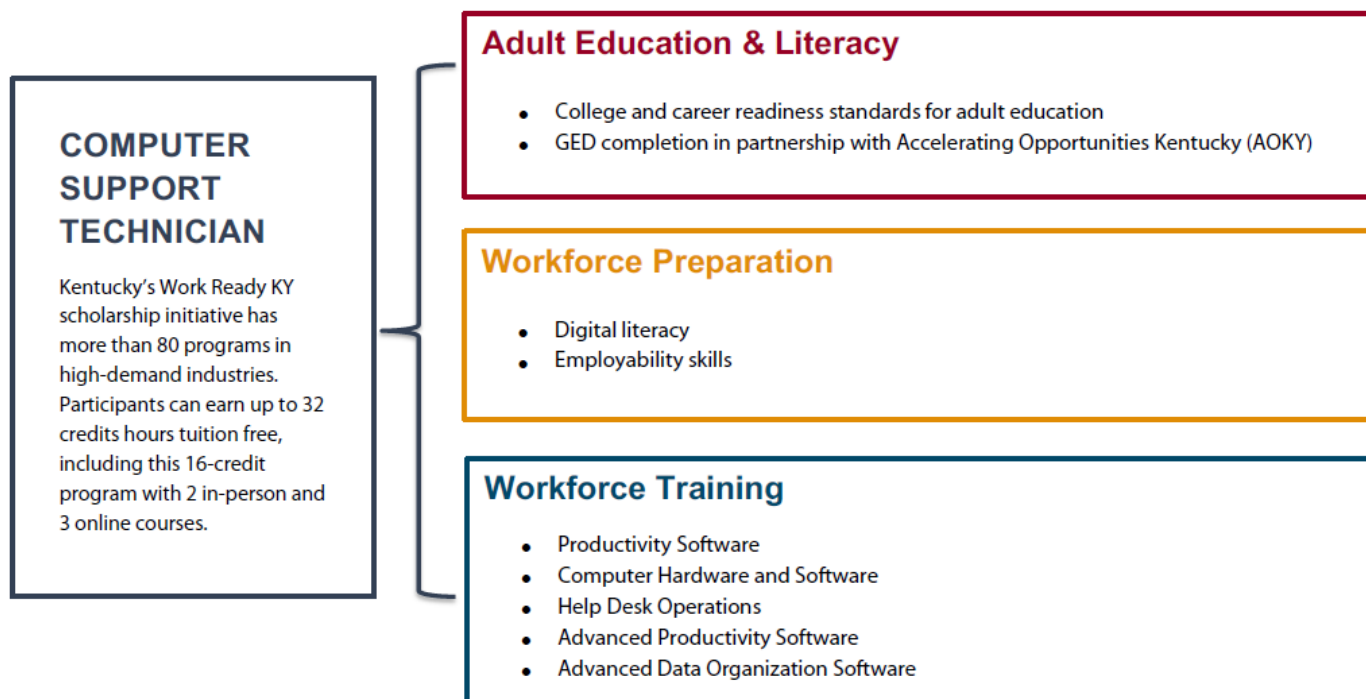 COMPUTER
SUPPORT
TECHNICIAN
Kentucky’s Work Ready KY
scholarship initiative has
more than 80 programs in
high-demand industries.
Participants can earn up to 32
credits hours tuition free,
including this 16-credit
program with 2 in-person and
3 online courses.
Adult Education & Literacy
• College and career readiness standards for adult education
• GED completion in partnership with Accelerating Opportunities Kentucky (AOKY)
Workforce Preparation
• Digital literacy
• Employability skills
Workforce Training
• Productivity Software
• Computer Hardware and Software
• Help Desk Operations
• Advanced Productivity Software
• Advanced Data Organization Software